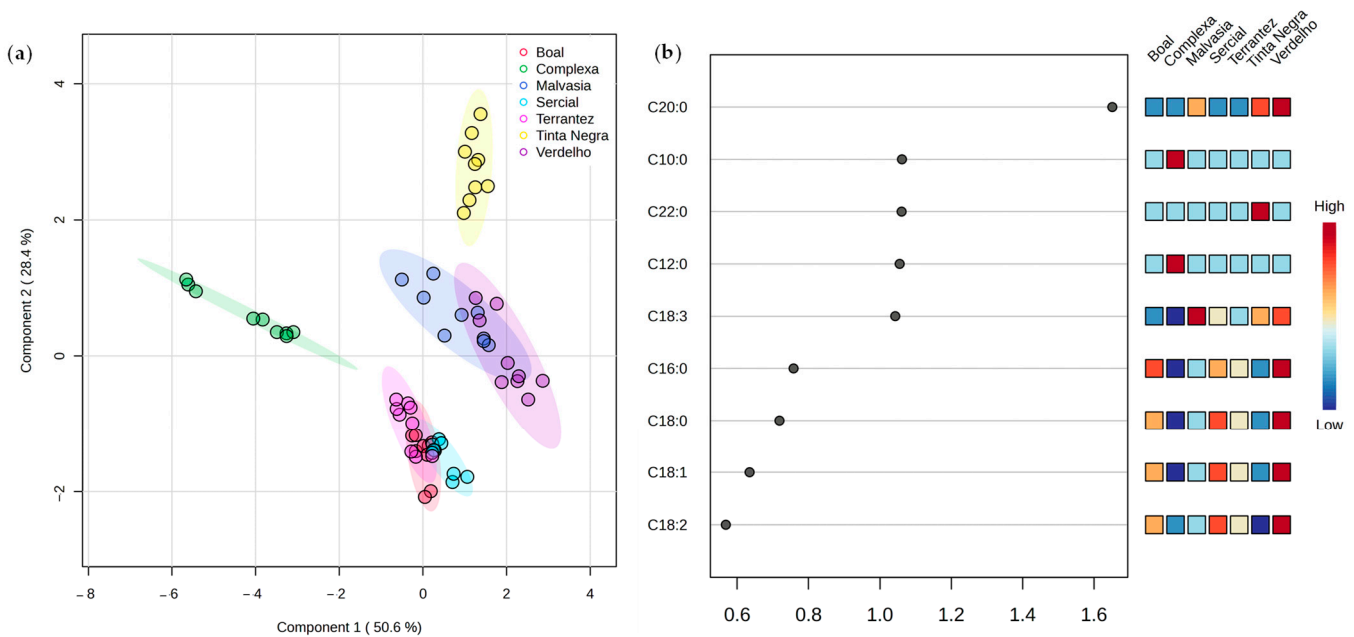 (a)
Component 2 ( 28.4 %)
4
2
0
−2
−8
−6
−4
−2
0
2
4
Component 1 ( 50.6 %)
Boal
Complexa
Malvasia
Sercial
Terrantez
Tinta Negra
Verdelho
(b)
C20:0
C10:0
C22:0
C12:0
C18:3
C16:0
C18:0
C18:1
C18:2
0.6
0.8
1.0
1.2
1.4
1.6
Boal
Complexa
Malvasia
Sercial
Terrantez
Tinta Negra
Verdelho
High
Low